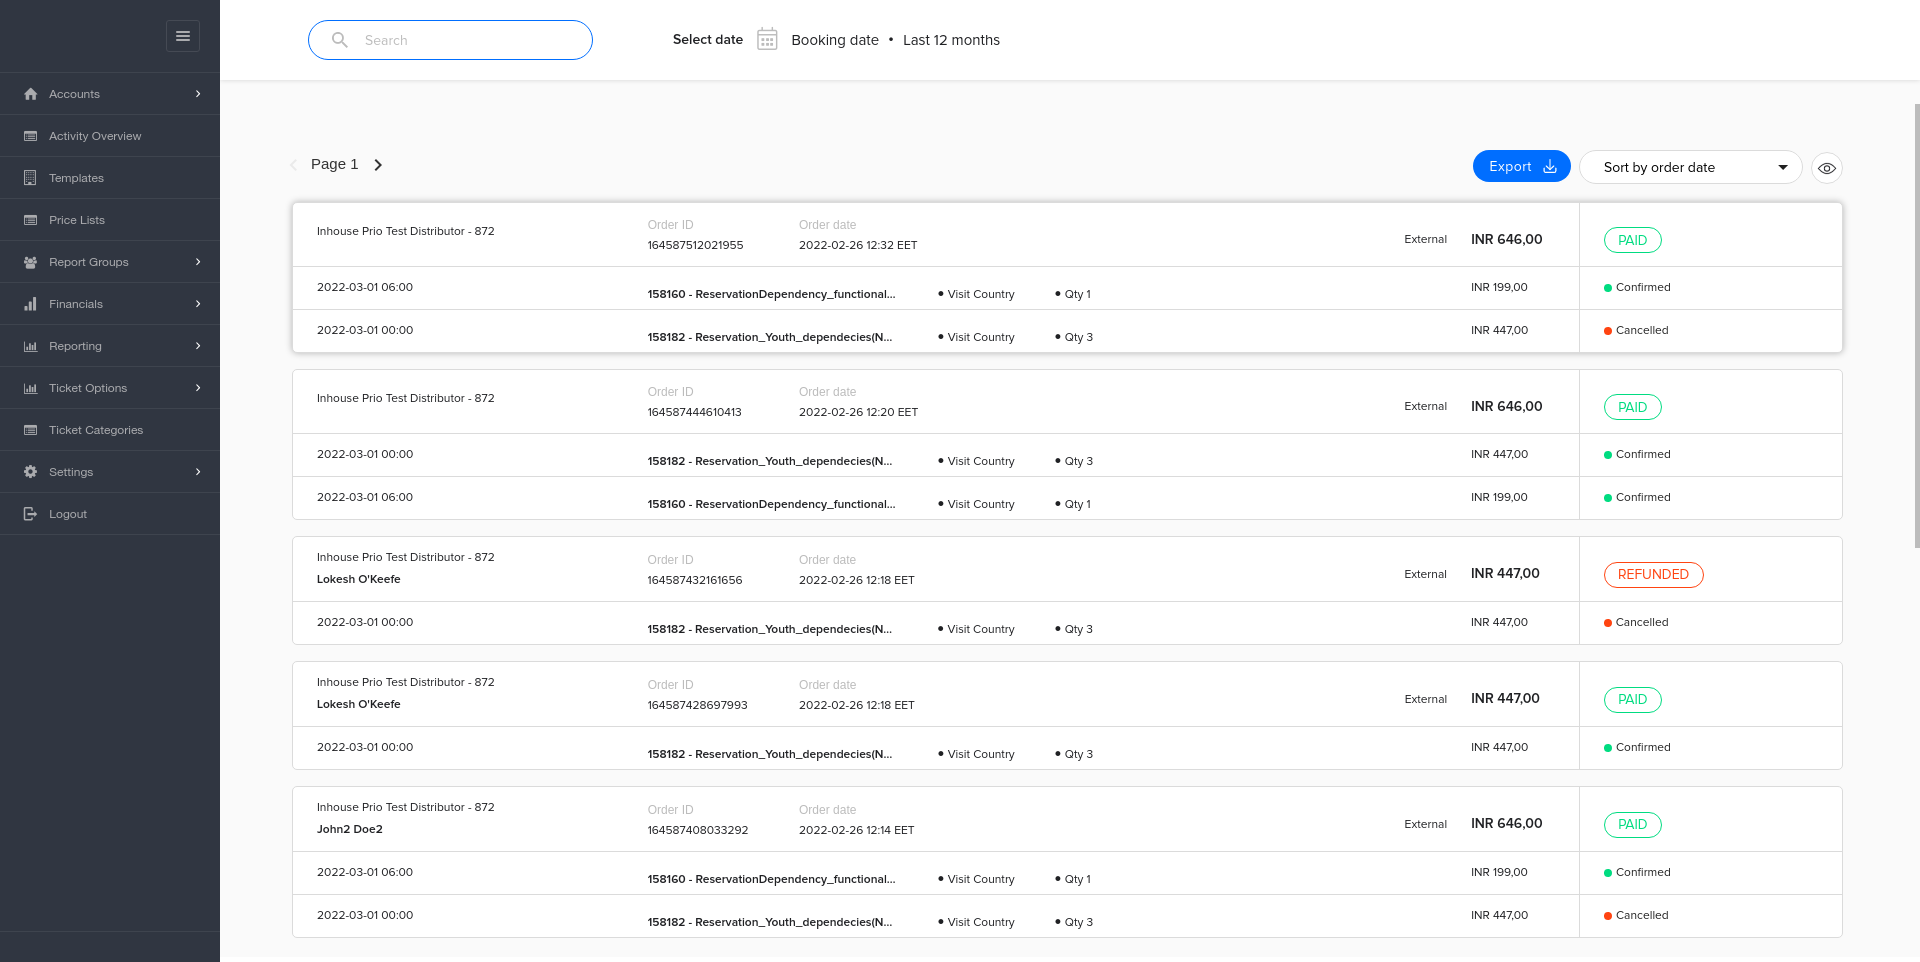 Search
Select date Booking date • Last 12 months
Accounts
Activity Overview
Templates
Price Lists
Report Groups
Financials
Reporting
Ticket Options
Ticket Categories
Settings
Logout
Page 1
Export
Sort by order date
Inhouse Prio Test Distributor - 872 Order ID Order date
164587512021955 2022-02-26 12:32 EET External INR 646,00 PAID
2022-03-01 06:00 158160 - ReservationDependency_functional... • Visit Country • Qty 1 INR 199,00 Confirmed
2022-03-01 00:00 158182 - Reservation_Youth_dependecies(N... • Visit Country • Qty 3 INR 447,00 Cancelled
Inhouse Prio Test Distributor - 872 Order ID Order date
164587444610413 2022-02-26 12:20 EET External INR 646,00 PAID
2022-03-01 00:00 158182 - Reservation_Youth_dependecies(N... • Visit Country • Qty 3 INR 447,00 Confirmed
2022-03-01 06:00 158160 - ReservationDependency_functional... • Visit Country • Qty 1 INR 199,00 Confirmed
Inhouse Prio Test Distributor - 872 Order ID Order date
Lokesh O'Keefe 164587432161656 2022-02-26 12:18 EET External INR 447,00 REFUNDED
2022-03-01 00:00 158182 - Reservation_Youth_dependecies(N... • Visit Country • Qty 3 INR 447,00 Cancelled
Inhouse Prio Test Distributor - 872 Order ID Order date
Lokesh O'Keefe 164587428697993 2022-02-26 12:18 EET External INR 447,00 PAID
2022-03-01 00:00 158182 - Reservation_Youth_dependecies(N... • Visit Country • Qty 3 INR 447,00 Confirmed
Inhouse Prio Test Distributor - 872 Order ID Order date
John2 Doe2 164587408033292 2022-02-26 12:14 EET External INR 646,00 PAID
2022-03-01 06:00 158160 - ReservationDependency_functional... • Visit Country • Qty 1 INR 199,00 Confirmed
2022-03-01 00:00 158182 - Reservation_Youth_dependecies(N... • Visit Country • Qty 3 INR 447,00 Cancelled